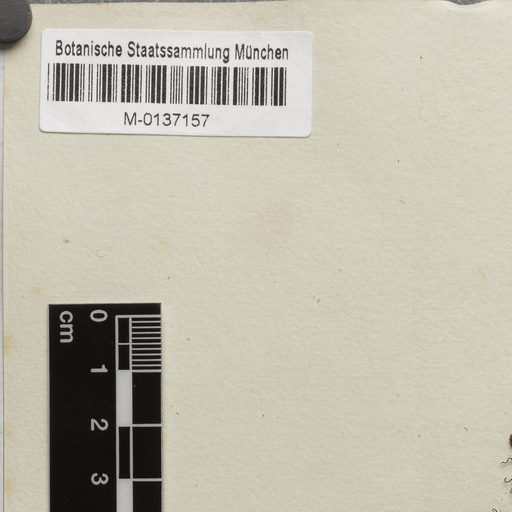 Botanische Staatssammlung München
M-0137157
cm
0
1
2
3